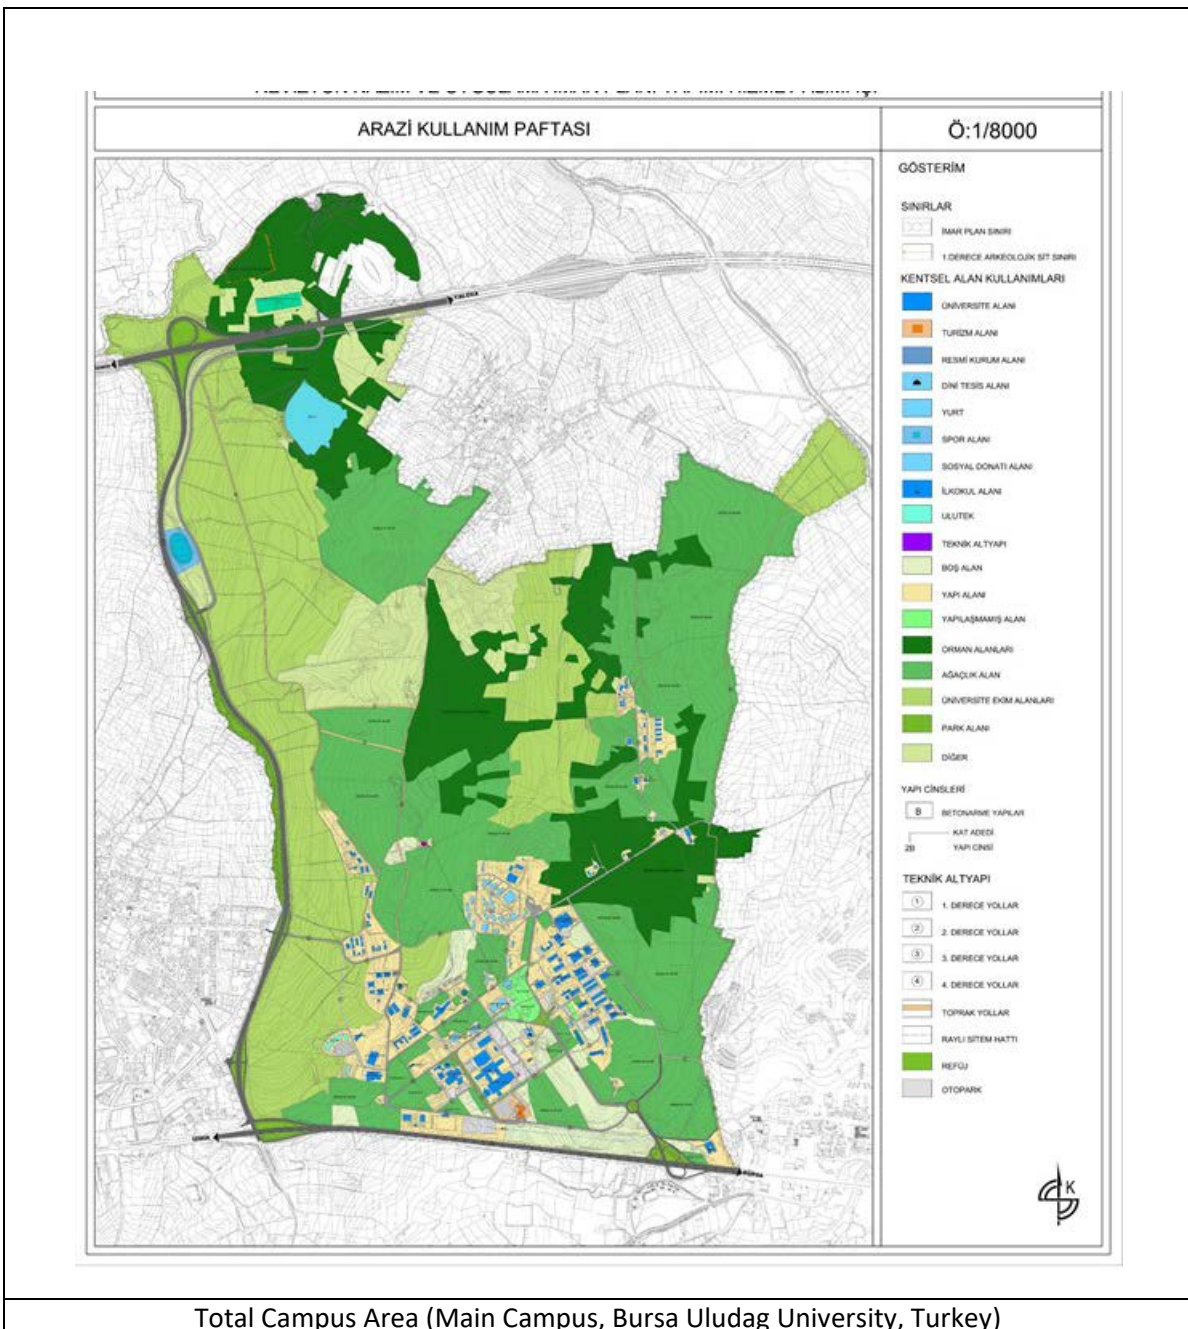 ARAZİ KULLANIM PAFTASI
Ö:1/8000
GÖSTERİM
SINIRLAR
İMAR PLAN SINIRI
1.DERECE ARKEOLOJİK SİT SINIRI
KENTSEL ALAN KULLANIMLARI
ÜNİVERSİTE ALANI
TURİZM ALANI
RESMİ KURUM ALANI
DİNİ TESİS ALANI
YURT
SPOR ALANI
SOSYAL DONATI ALANI
İLKOKUL ALANI
ULUTEK
TEKNİK ALTYAPI
BOŞ ALAN
YAPI ALANI
YAPILAŞMAMIŞ ALAN
ORMAN ALANLARI
AĞAÇLIK ALAN
ÜNİVERSİTE EKİM ALANLARI
PARK ALANI
DİĞER
YAPI CİNSLERİ
B BETONARME YAPILAR
KAT ADEDİ
2B YAPI CİNSİ
TEKNİK ALTYAPI
1 1. DERECE YOLLAR
2 2. DERECE YOLLAR
3 3. DERECE YOLLAR
4 4. DERECE YOLLAR
TOPRAK YOLLAR
RAYLI SİTEM HATTI
REFÜJ
OTOPARK
K
YALOVA
İZMİR
BURSA
Total Campus Area (Main Campus, Bursa Uludag University, Turkey)